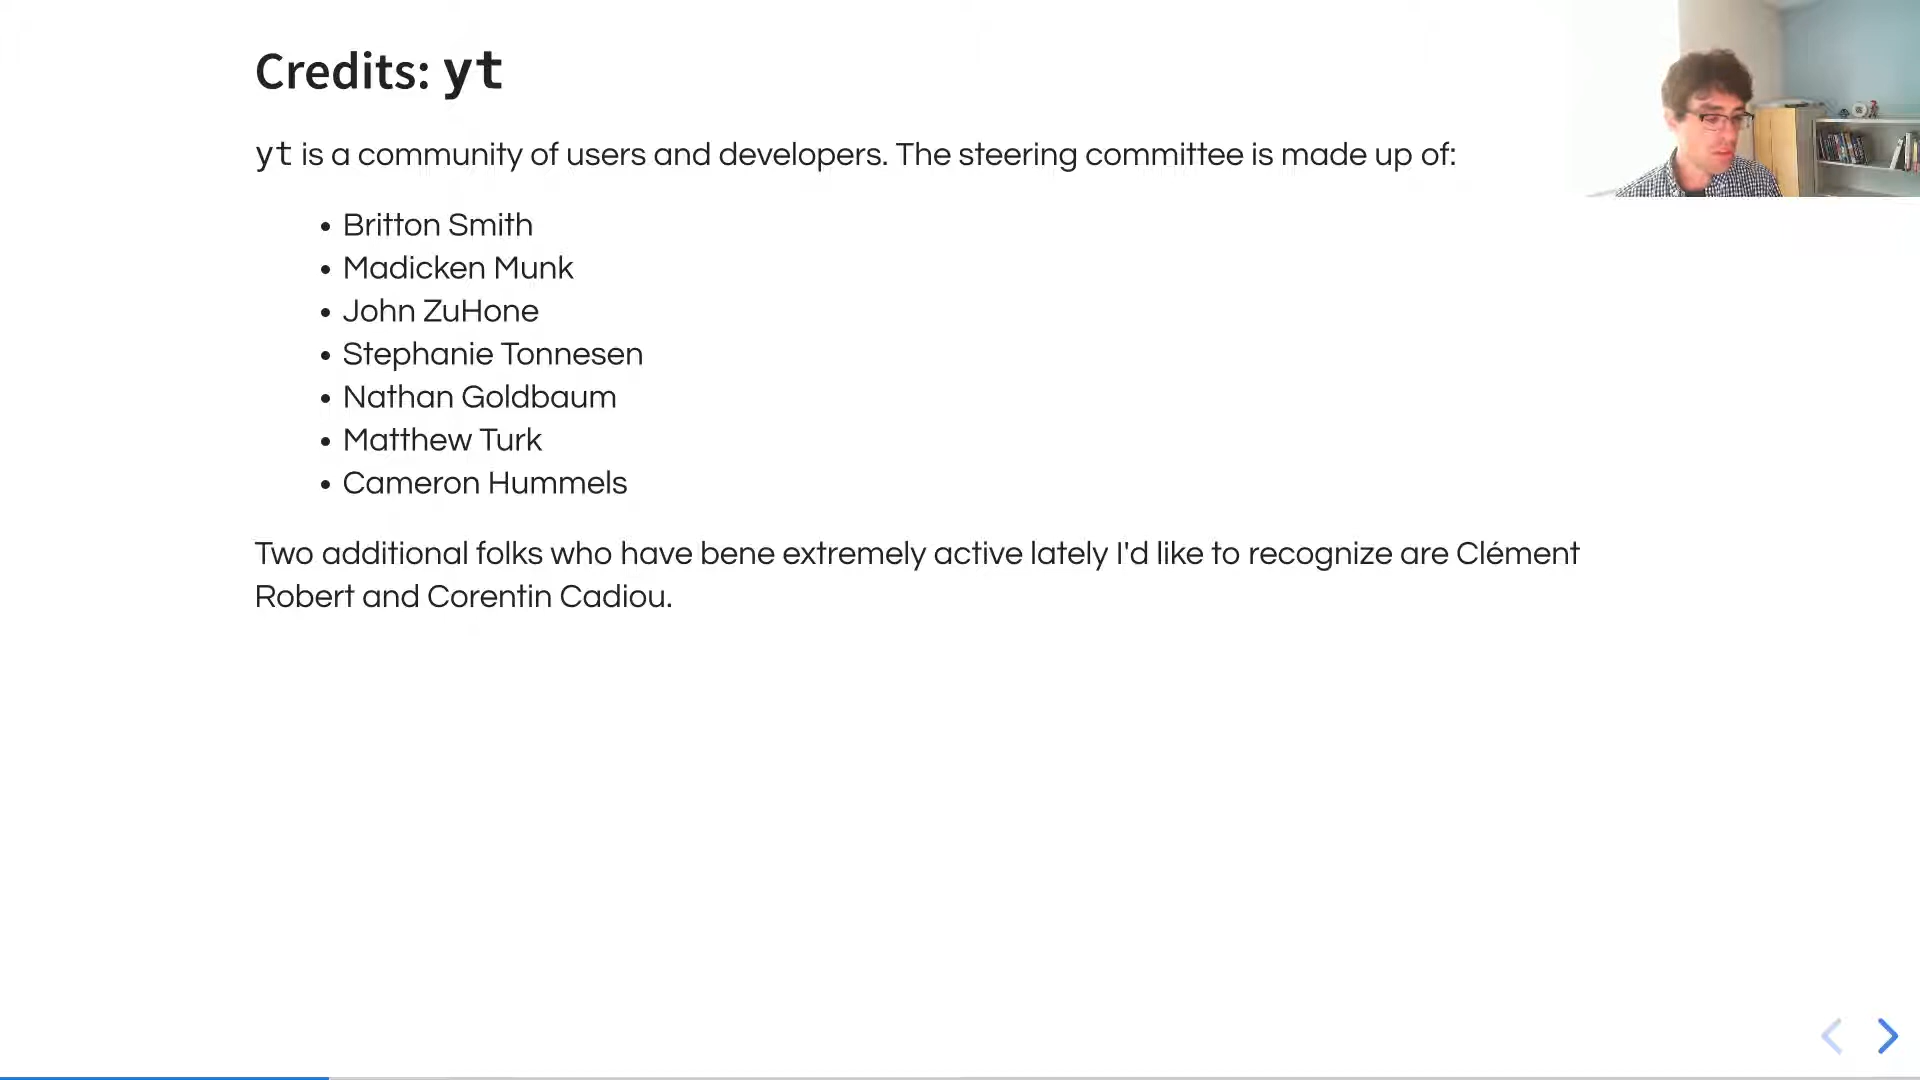 Credits: yt
yt is a community of users and developers. The steering committee is made up of:
• Britton Smith
• Madicken Munk
• John ZuHone
• Stephanie Tonnesen
• Nathan Goldbaum
• Matthew Turk
• Cameron Hummels
Two additional folks who have bene extremely active lately I'd like to recognize are Clément
Robert and Corentin Cadiou.